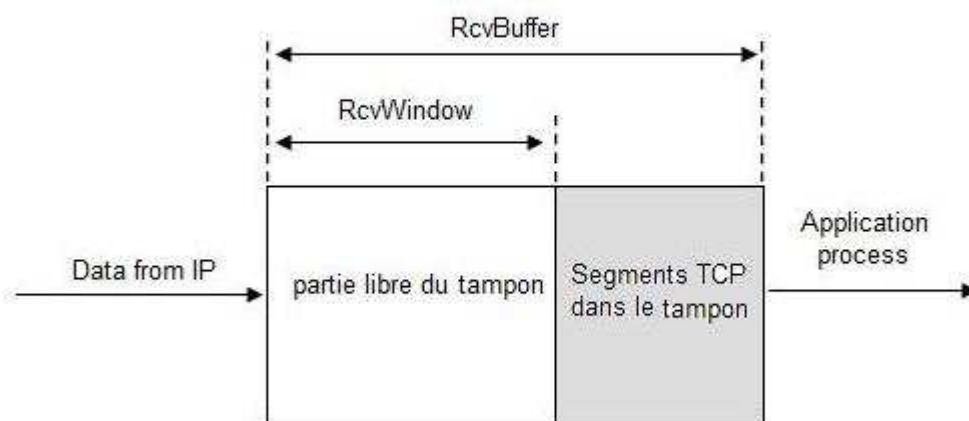 RcvBuffer
RcvWindow
Data from IP
partie libre du tampon
Segments TCP
dans le tampon
Application
process